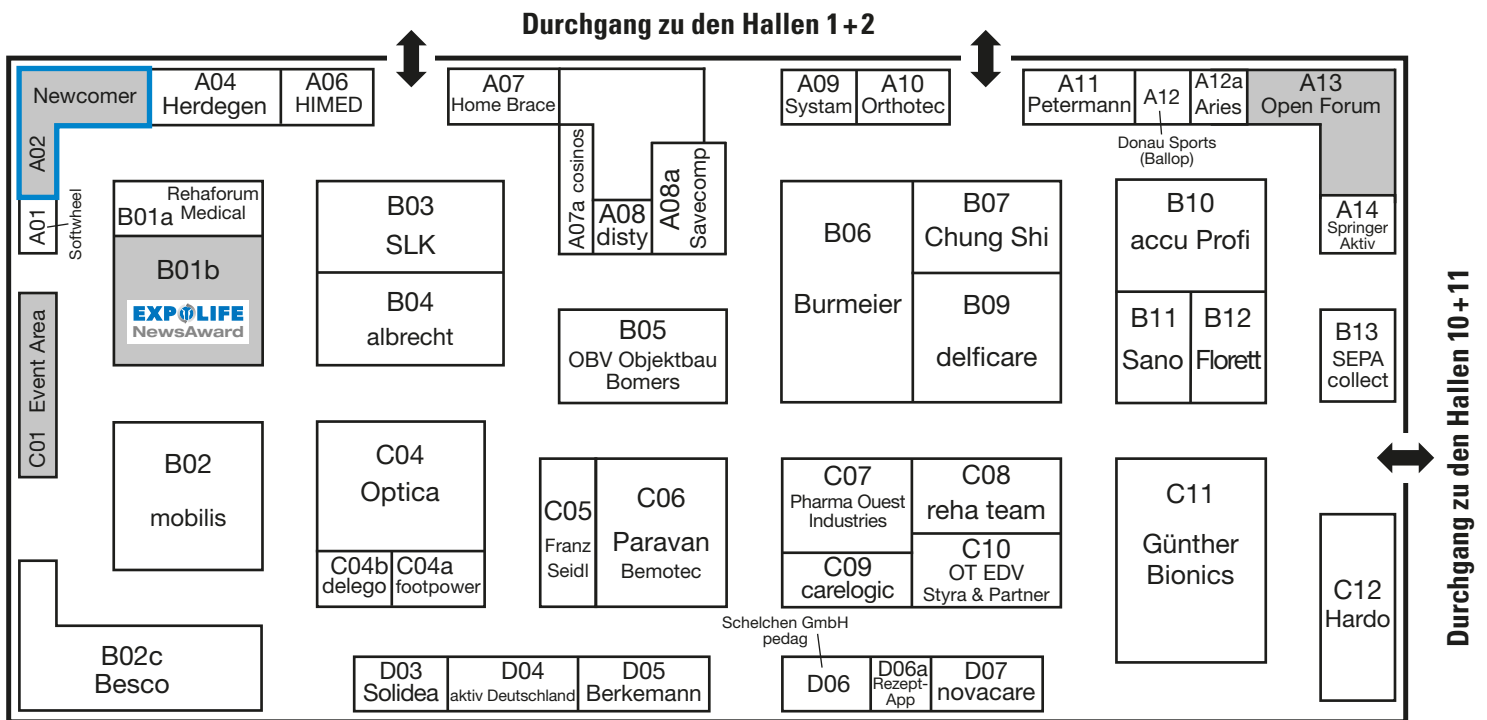 Durchgang zu den Hallen 1+2
Newcomer
A02
A04
Herdegen
A06
HIMED
A07
Home Brace
A07a cosinos
A08
disty
A08a
Savecomp
A09
Systam
A10
Orthotec
A11
Petermann
A12
Donau Sports
(Ballop)
A12a
Aries
A13
Open Forum
A14
Springer
Aktiv
A01
Softwheel
Rehaforum
B01a Medical
B01b
EXPOLIFE
NewsAward
B03
SLK
B04
albrecht
B05
OBV Objektbau
Bomers
B06
Burmeier
B07
Chung Shi
B09
delficare
B10
accu Profi
B11
Sano
B12
Florett
B13
SEPA
collect
Durchgang zu den Hallen 10+11
C01 Event Area
B02
mobilis
C04
Optica
C04b
delego
C04a
footpower
C05
Franz
Seidl
C06
Paravan
Bemotec
C07
Pharma Ouest
Industries
C08
reha team
C09
carelogic
C10
OT EDV
Styra & Partner
C11
Günther
Bionics
C12
Hardo
B02c
Besco
D03
Solidea
D04
aktiv Deutschland
D05
Berkemann
Schelchen GmbH
pedag
D06
D06a
Rezept-
App
D07
novacare